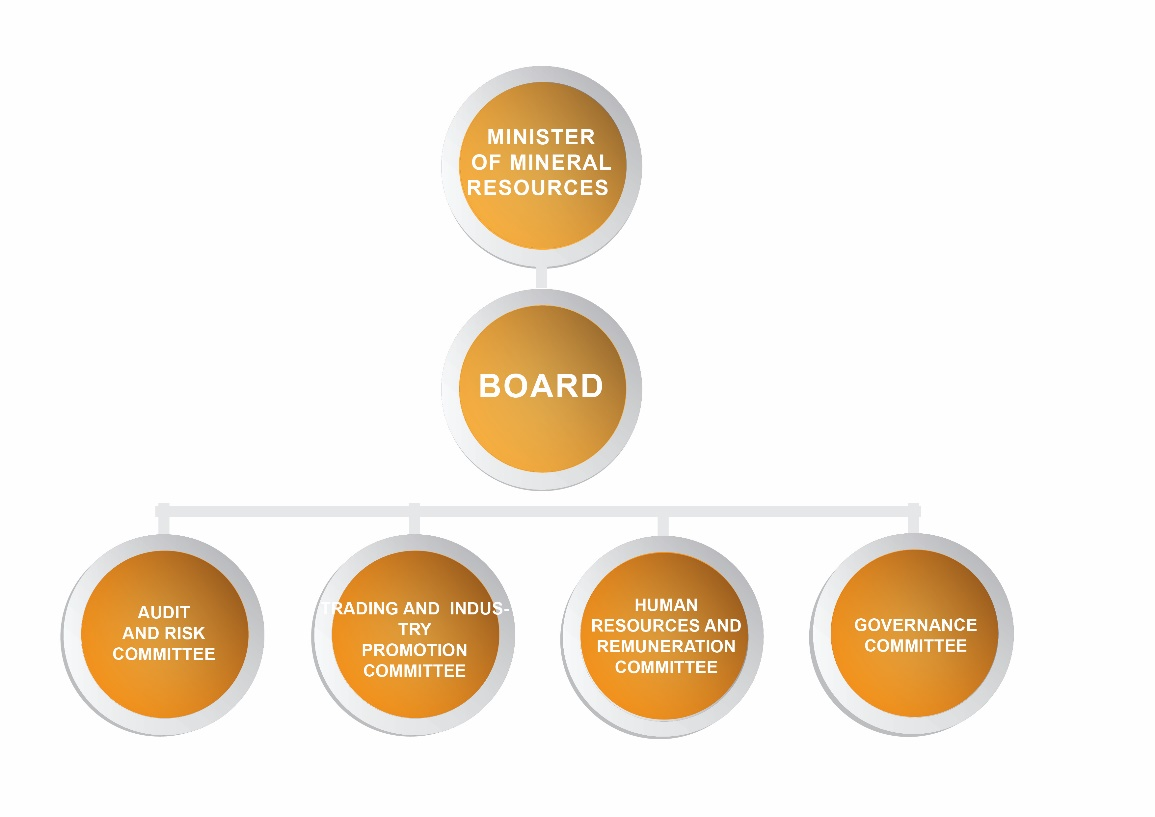 MINISTER
OF MINERAL
RESOURCES
BOARD
AUDIT
AND RISK
COMMITTEE
TRADING AND INDUS-
TRY
PROMOTION
COMMITTEE
HUMAN
RESOURCES AND
REMUNERATION
COMMITTEE
GOVERNANCE
COMMITTEE